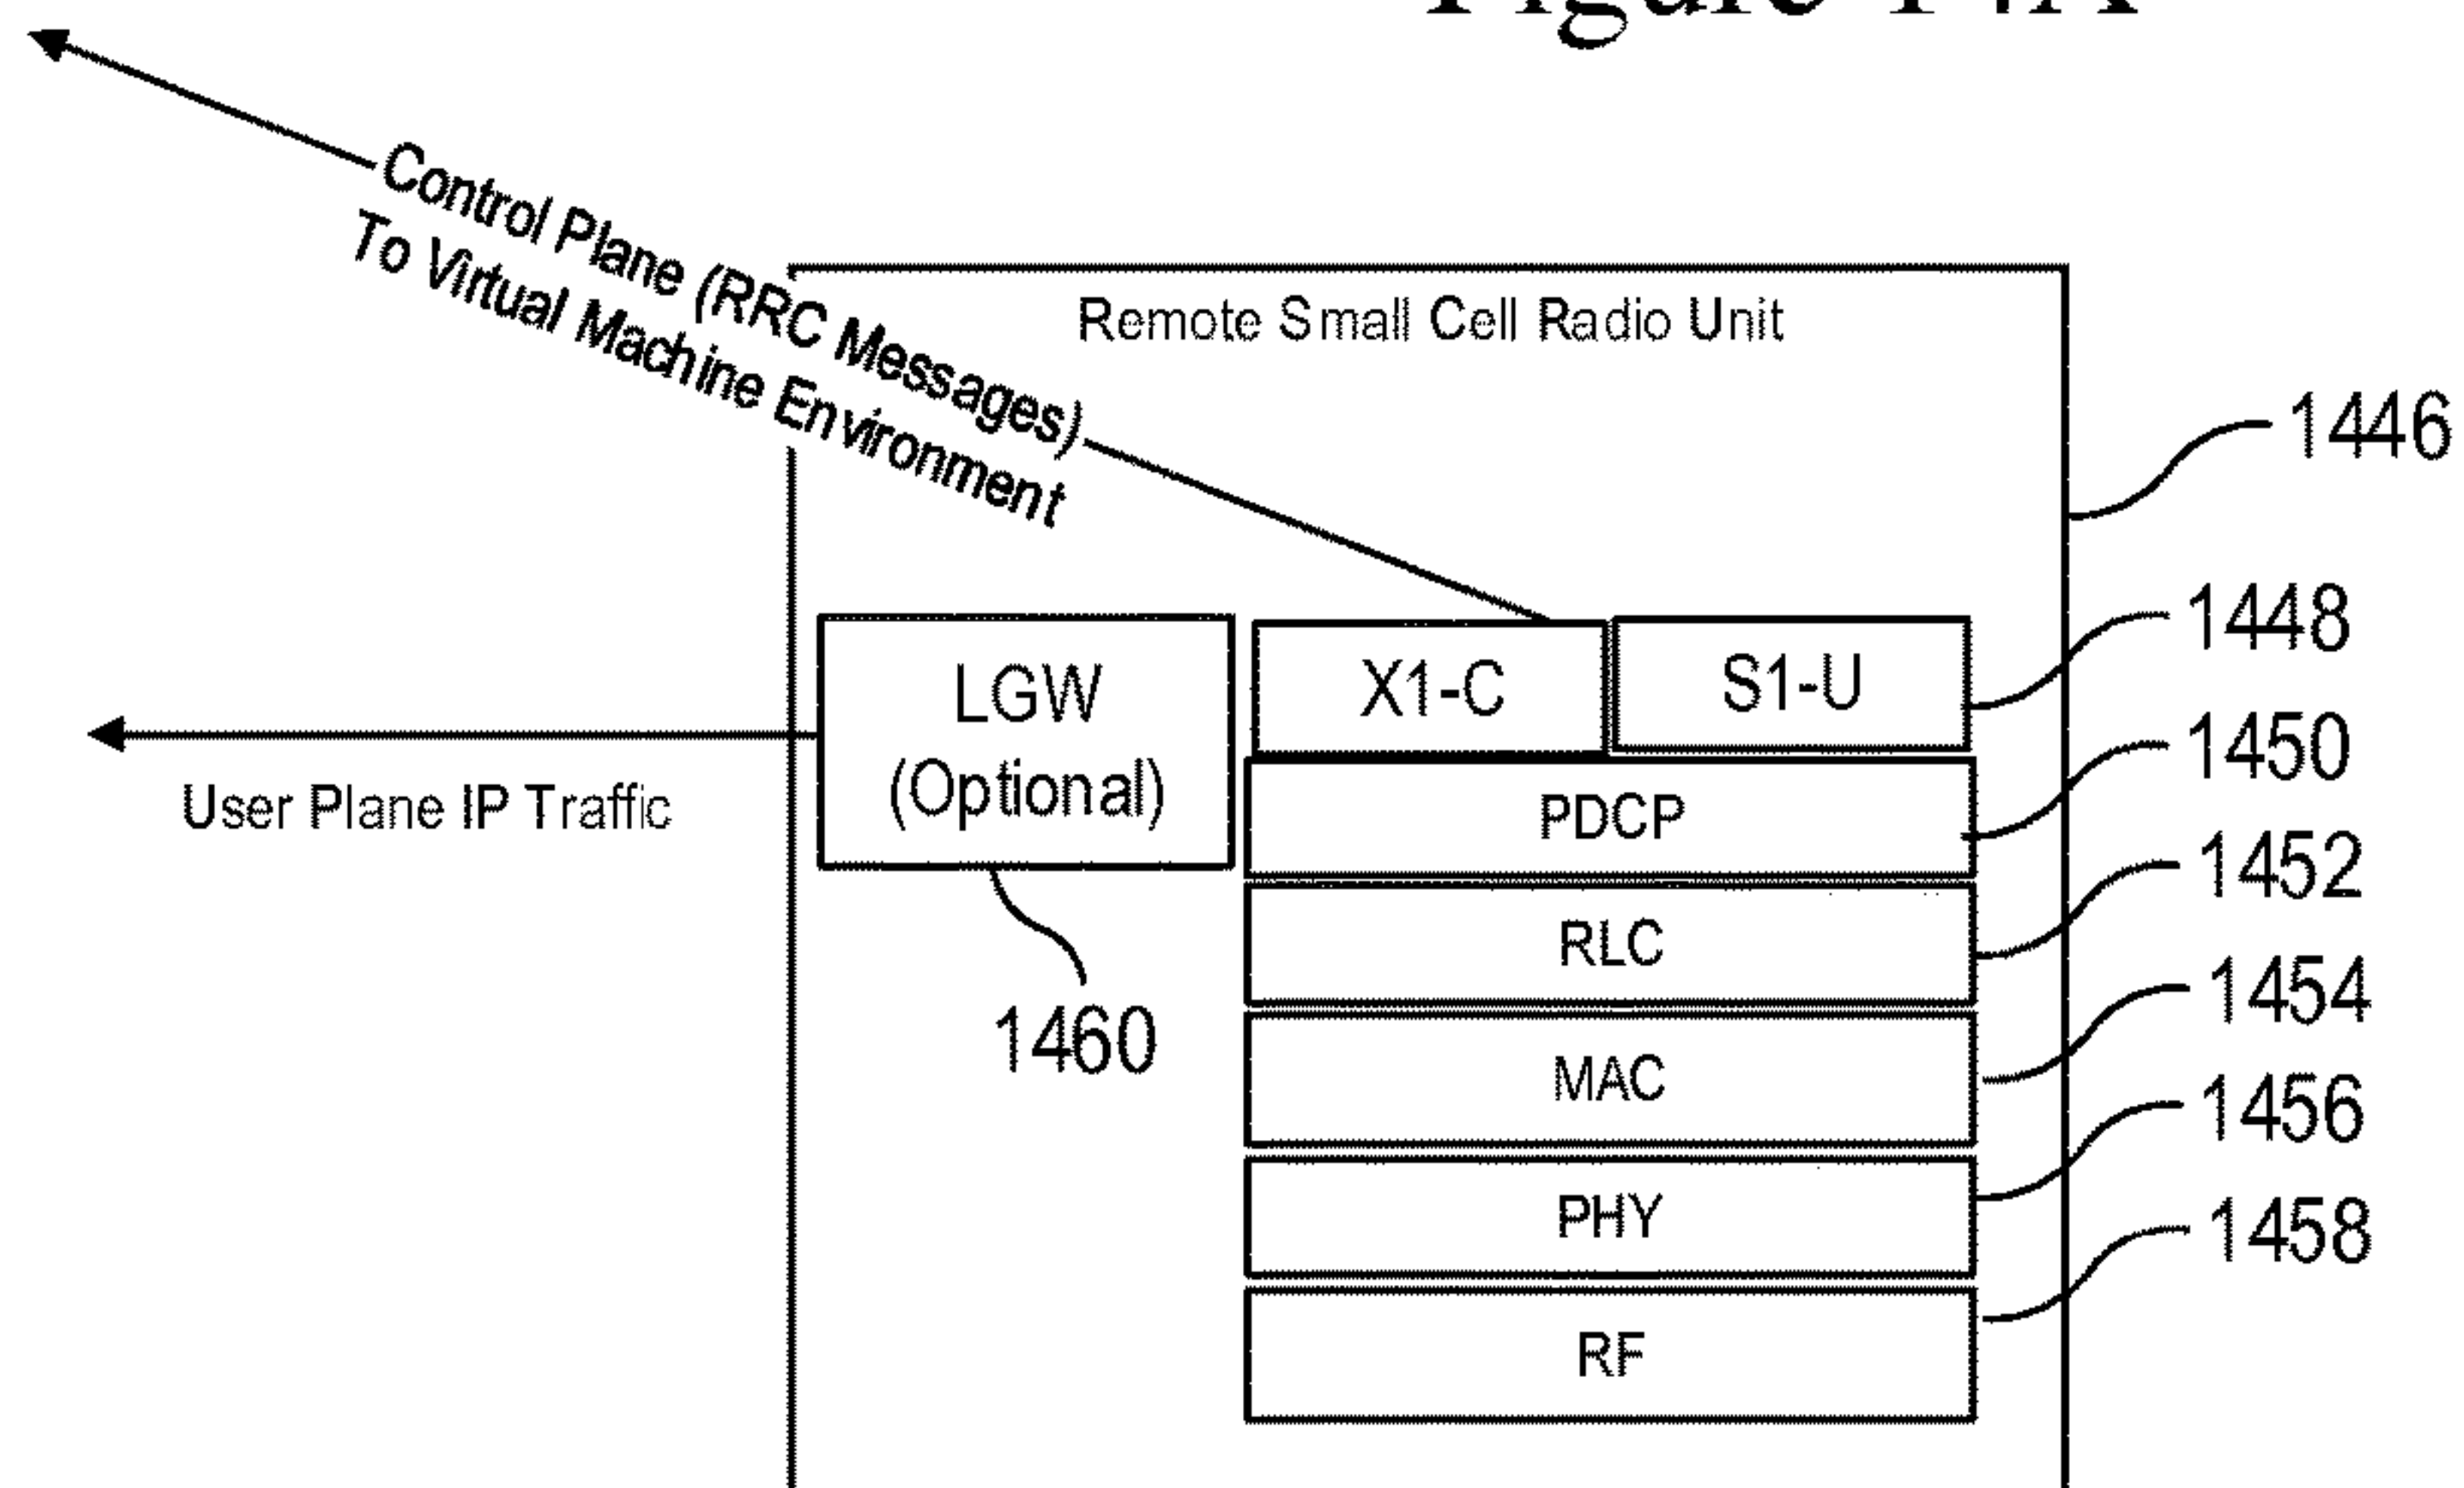 Control Plane (RRC Messages)
To Virtual Machine Environment
Remote Small Cell Radio Unit
1446
1448
LGW
(Optional)
X1-C
S1-U
1450
User Plane IP Traffic
PDCP
1452
RLC
1454
1460
MAC
1456
PHY
1458
RF